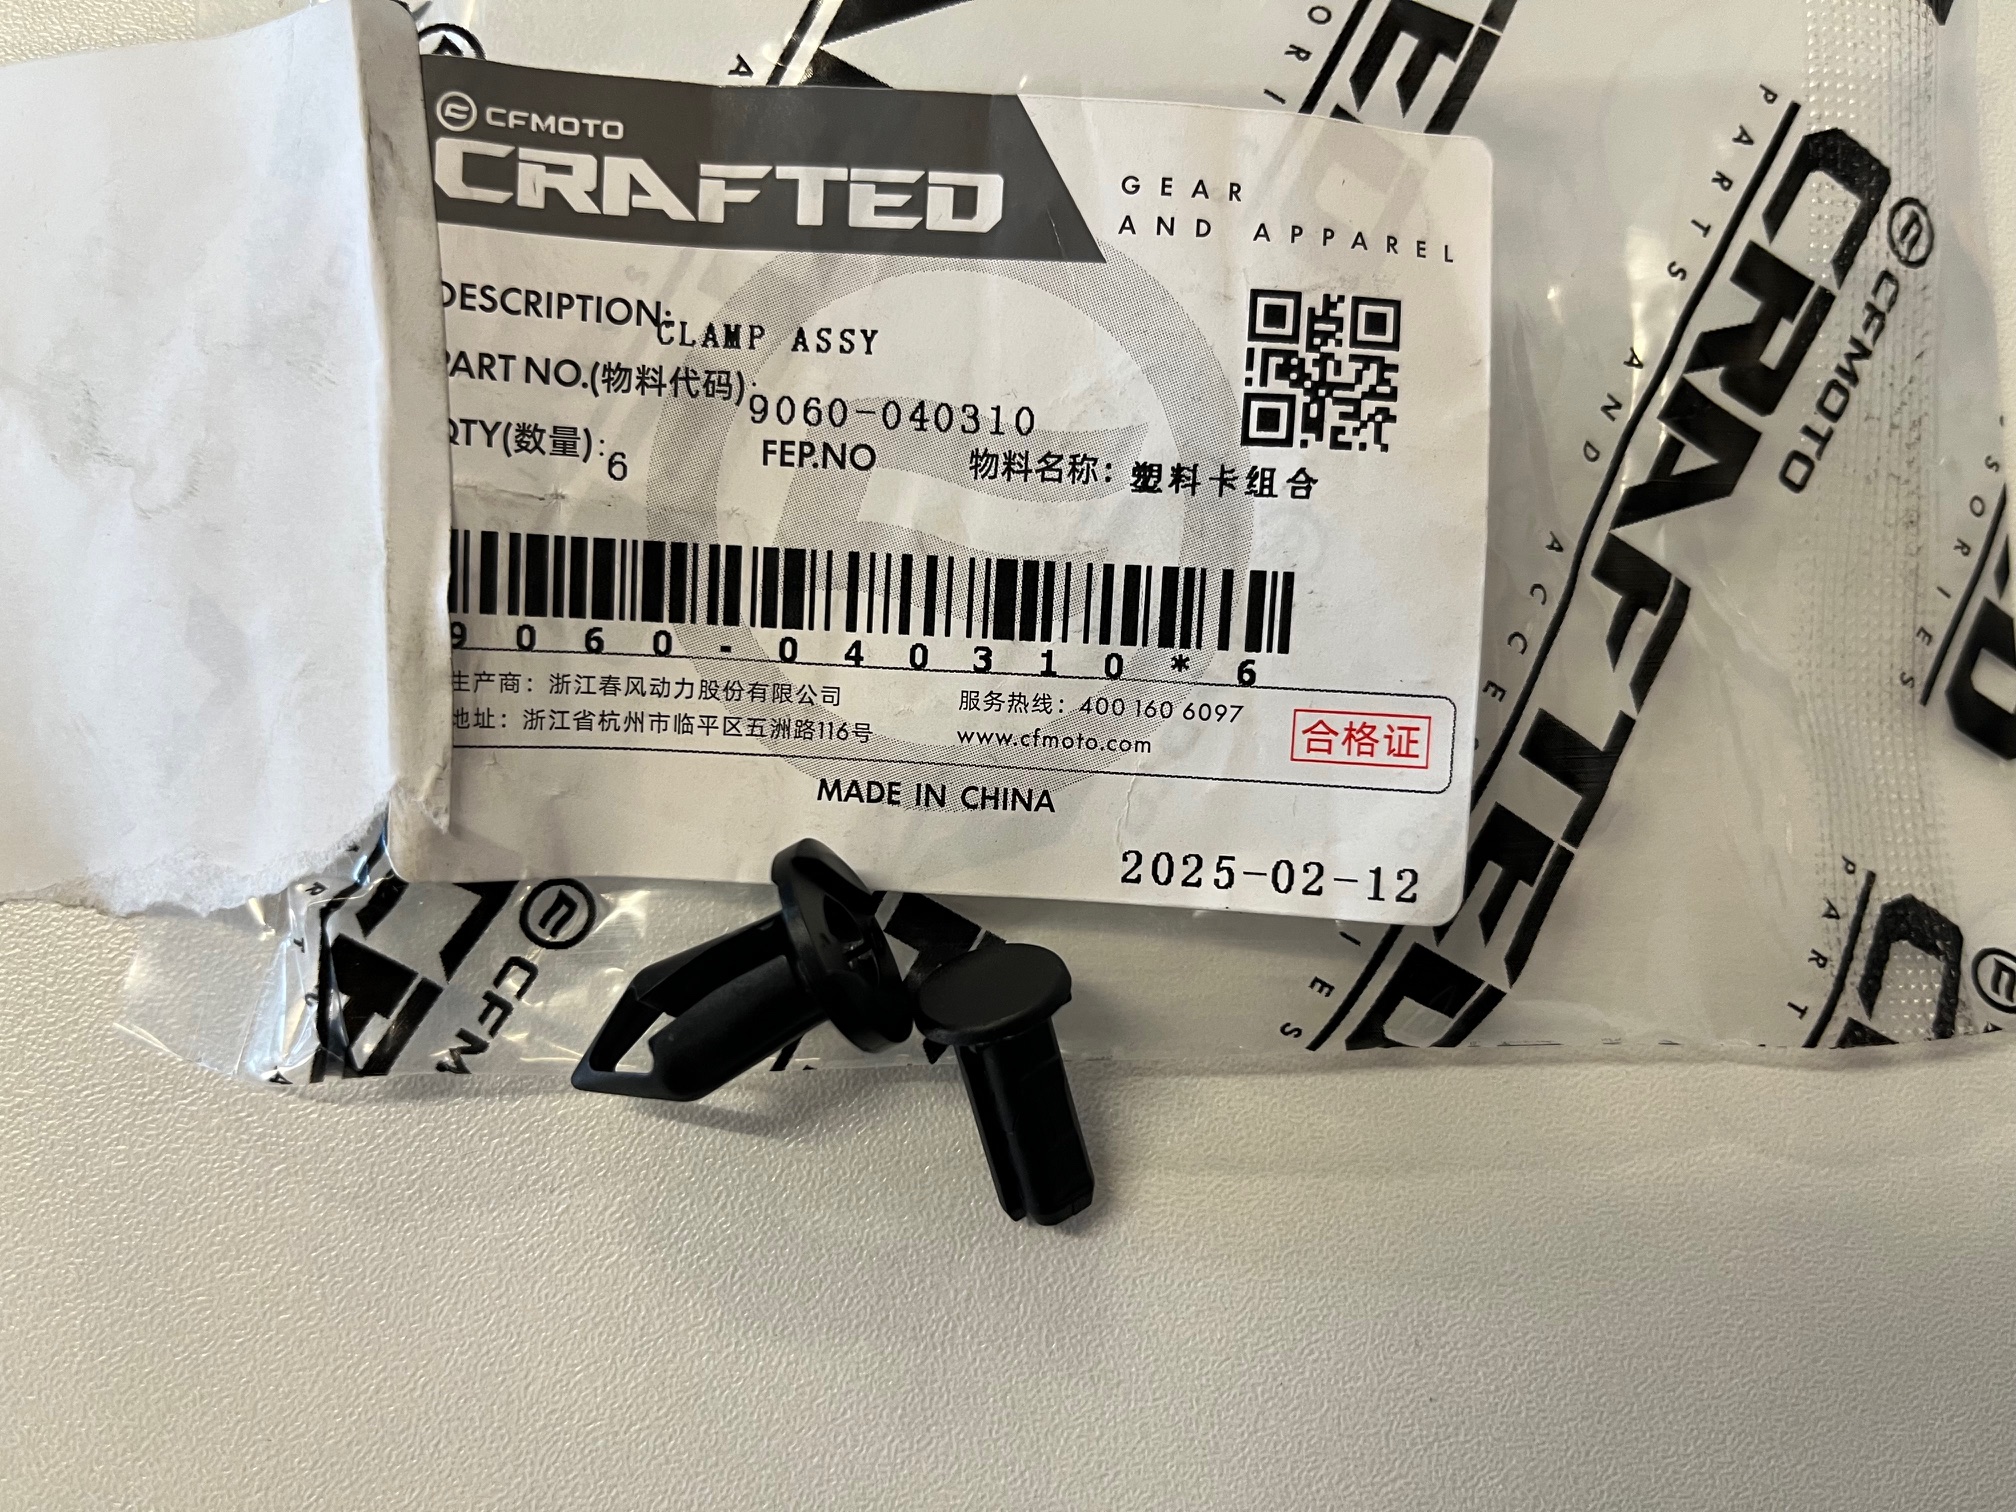 CFMOTO
CRAFTED
GEAR
AND APPAREL
DESCRIPTION:
CLAMP ASSY
PART NO.(物料代码):
9060-040310
QTY(数量):
6
FEP.NO
物料名称:
塑料卡组合
9060-040310*6
生产商:浙江春风动力股份有限公司
地址:浙江省杭州市临平区五洲路116号
服务热线:400 160 6097
www.cfmoto.com
合格证
MADE IN CHINA
2025-02-12
CFMOTO
CRAFTED
PARTS AND ACCESSORIES